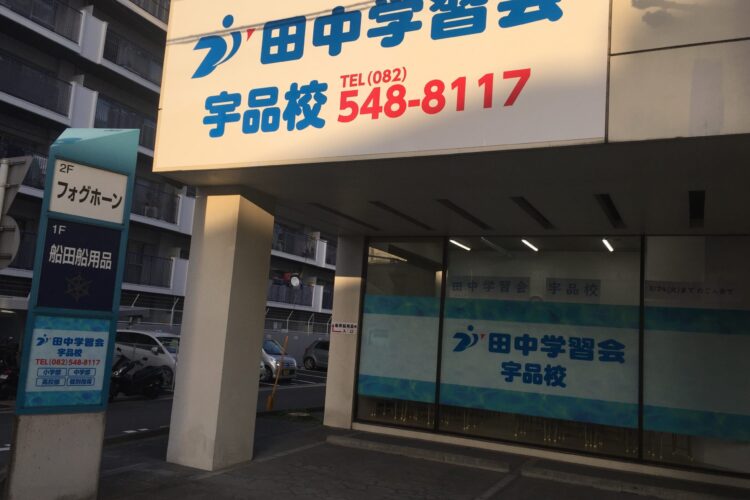 田中学習会
宇品校
TEL(082)
548-8117
2F
フォグホーン
1F
船田船用品
田中学習会
宇品校
TEL(082)548-8117
小学部 中学部
高校部 個別指導
田中学習会 宇品校
田中学習会
宇品校